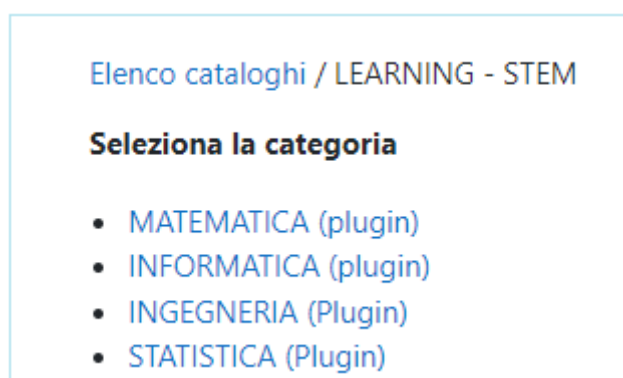 Elenco cataloghi / LEARNING - STEM
Seleziona la categoria
• MATEMATICA (plugin)
• INFORMATICA (plugin)
• INGEGNERIA (Plugin)
• STATISTICA (Plugin)